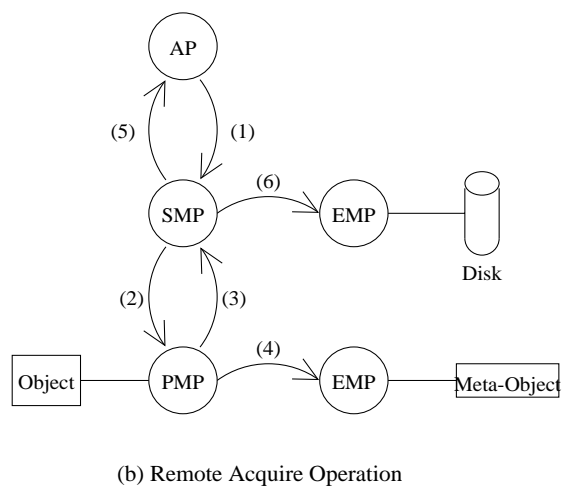 AP
(5)
(1)
(6)
SMP
EMP
Disk
(2)
(3)
(4)
Object
PMP
EMP
Meta-Object
(b) Remote Acquire Operation